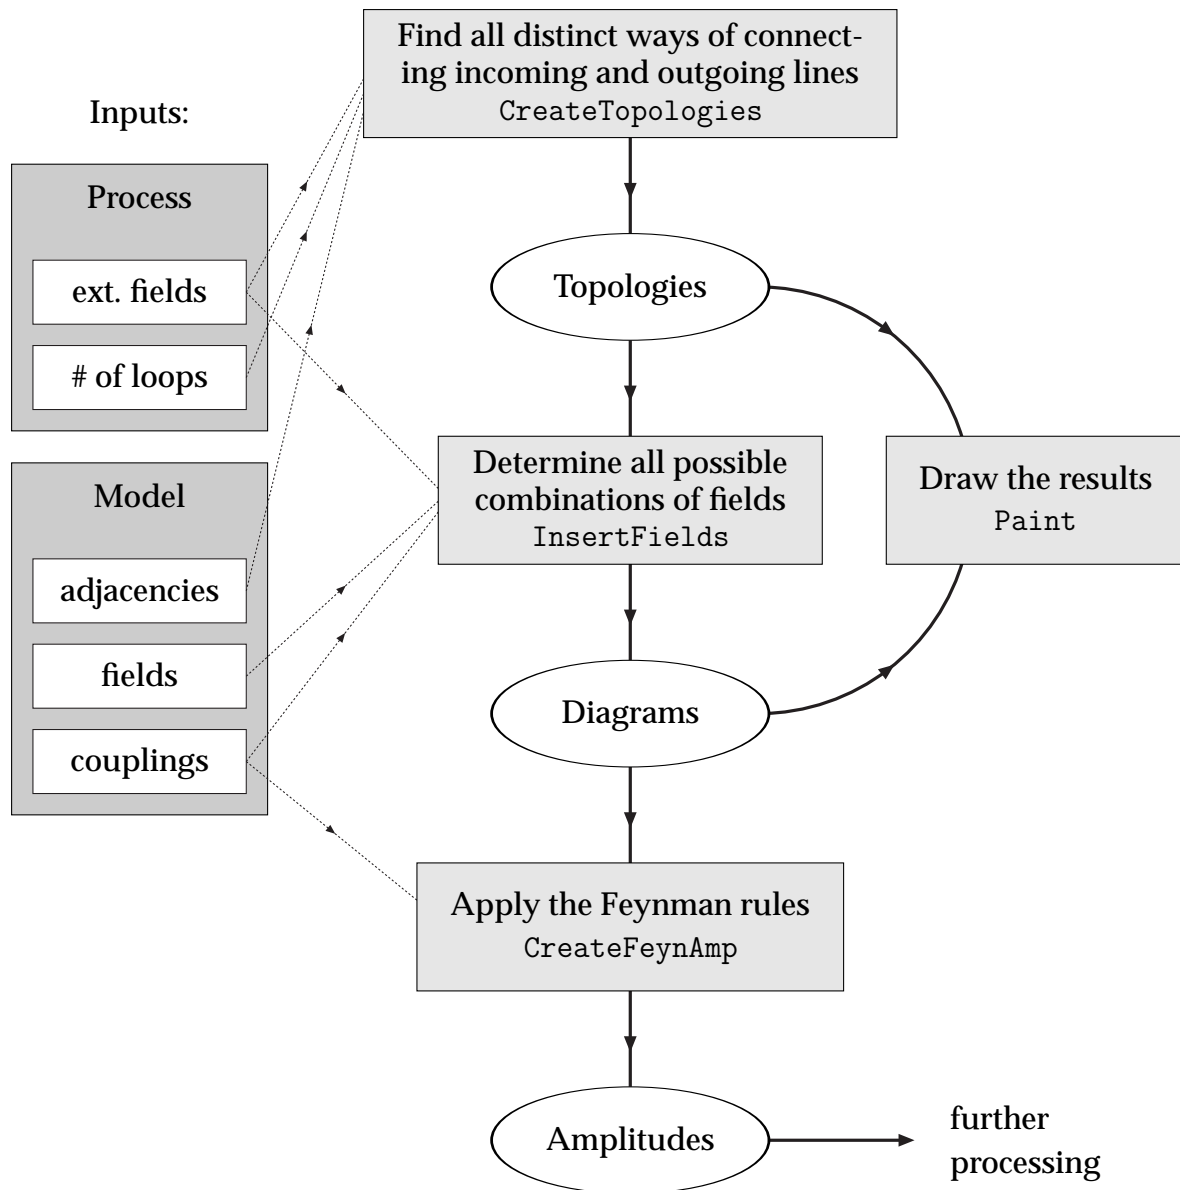 Find all distinct ways of connect-
ing incoming and outgoing lines
CreateTopologies
Inputs:
Process
ext. fields
# of loops
Topologies
Model
adjacencies
fields
couplings
Determine all possible
combinations of fields
InsertFields
Draw the results
Paint
Diagrams
Apply the Feynman rules
CreateFeynAmp
Amplitudes
further
processing